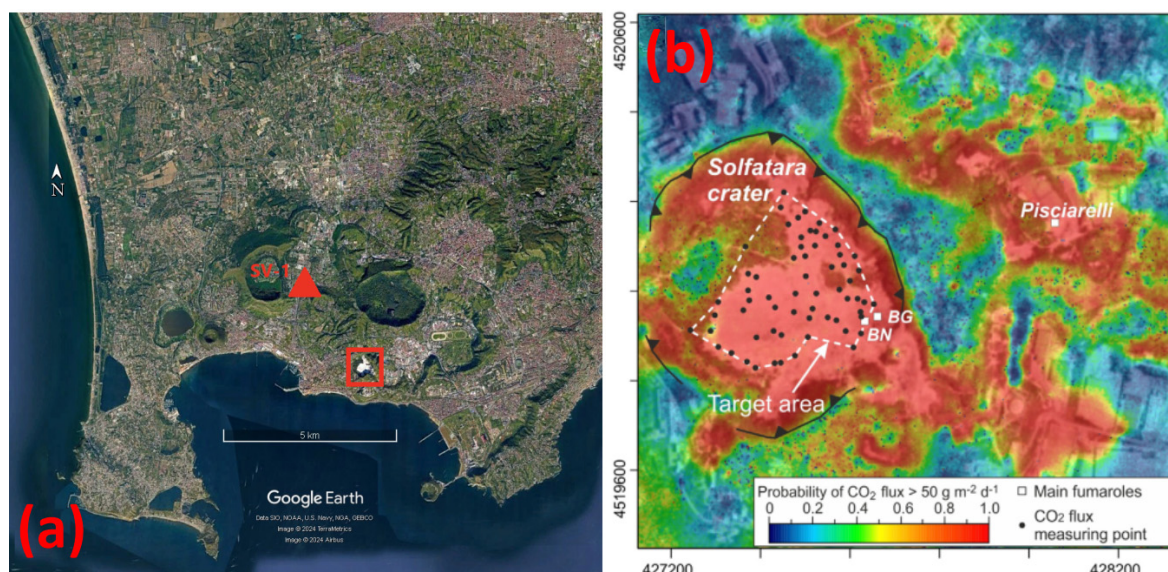 (a)
N
SV-1
5 km
Google Earth
Data SIO, NOAA, U.S. Navy, NGA, GEBCO
Image © 2024 TerraMetrics
Image © 2024 Airbus
(b)
4520600
4519600
Solfatara
crater
Pisciarelli
BG
BN
Target area
Probability of CO₂ flux > 50 g m⁻² d⁻¹
0 0.2 0.4 0.6 0.8 1.0
Main fumaroles
CO₂ flux
measuring point
427200
428200